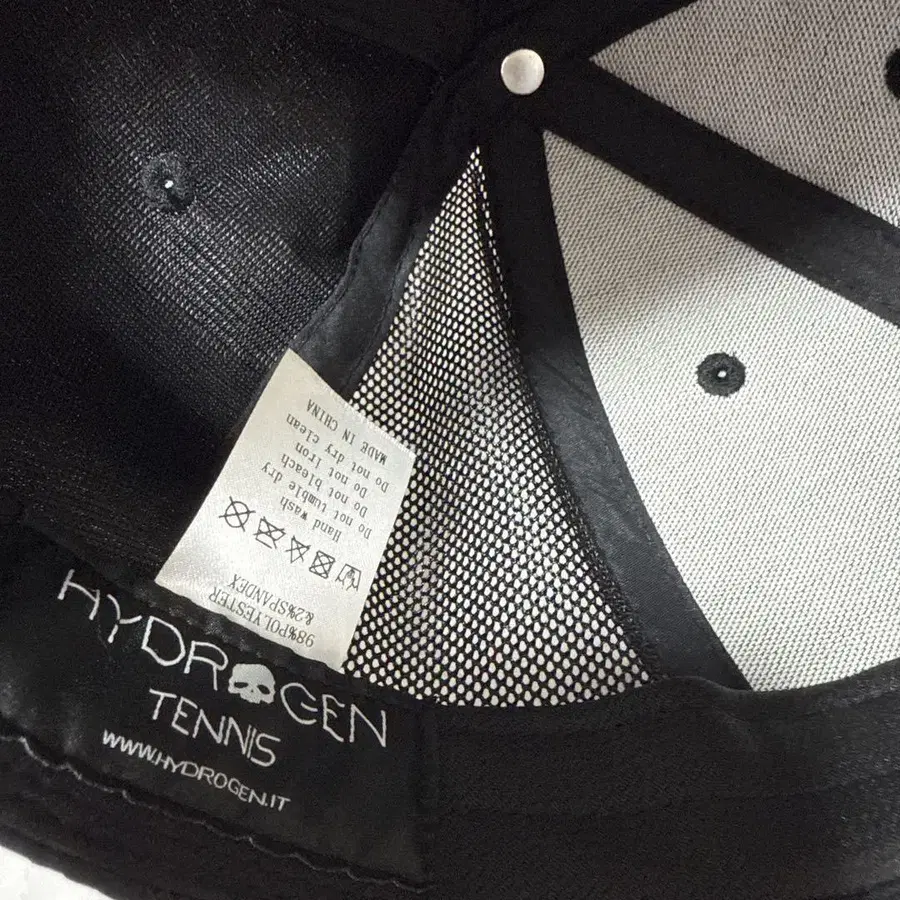 98%POLYESTER
&2%SPANDEX
Hand wash
Do not tumble dry
Do not bleach
Do not iron
Do not dry clean
MADE IN CHINA
HYDROGEN
TENNIS
WWW.HYDROGEN.IT